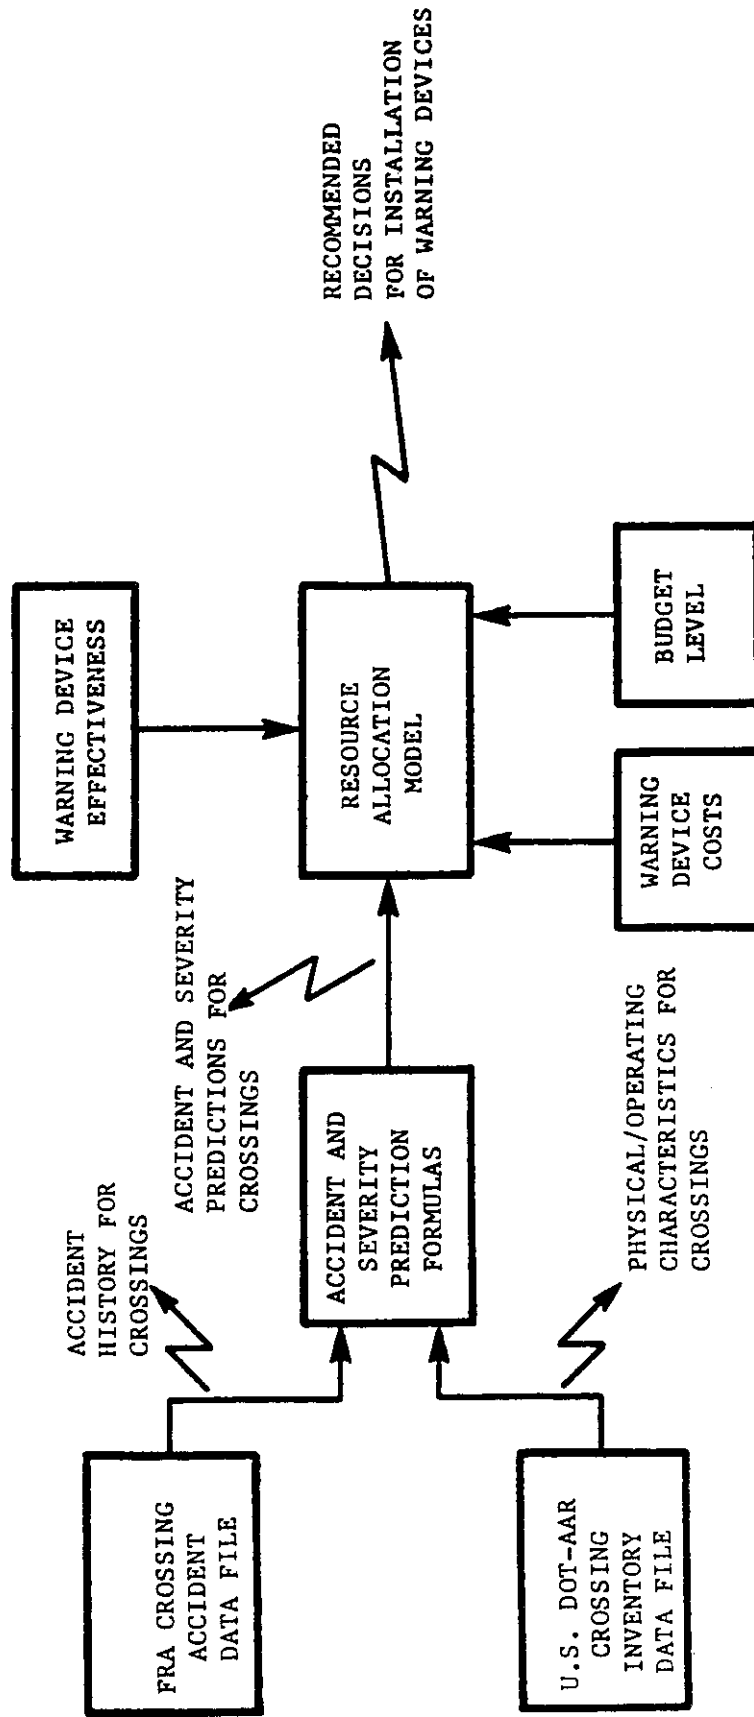 FRA CROSSING
ACCIDENT
DATA FILE
U.S. DOT-AAR
CROSSING
INVENTORY
DATA FILE
ACCIDENT
HISTORY FOR
CROSSINGS
PHYSICAL/OPERATING
CHARACTERISTICS FOR
CROSSINGS
ACCIDENT AND
SEVERITY
PREDICTION
FORMULAS
ACCIDENT AND SEVERITY
PREDICTIONS FOR
CROSSINGS
WARNING DEVICE
EFFECTIVENESS
RESOURCE
ALLOCATION
MODEL
WARNING
DEVICE
COSTS
BUDGET
LEVEL
RECOMMENDED
DECISIONS
FOR INSTALLATION
OF WARNING DEVICES